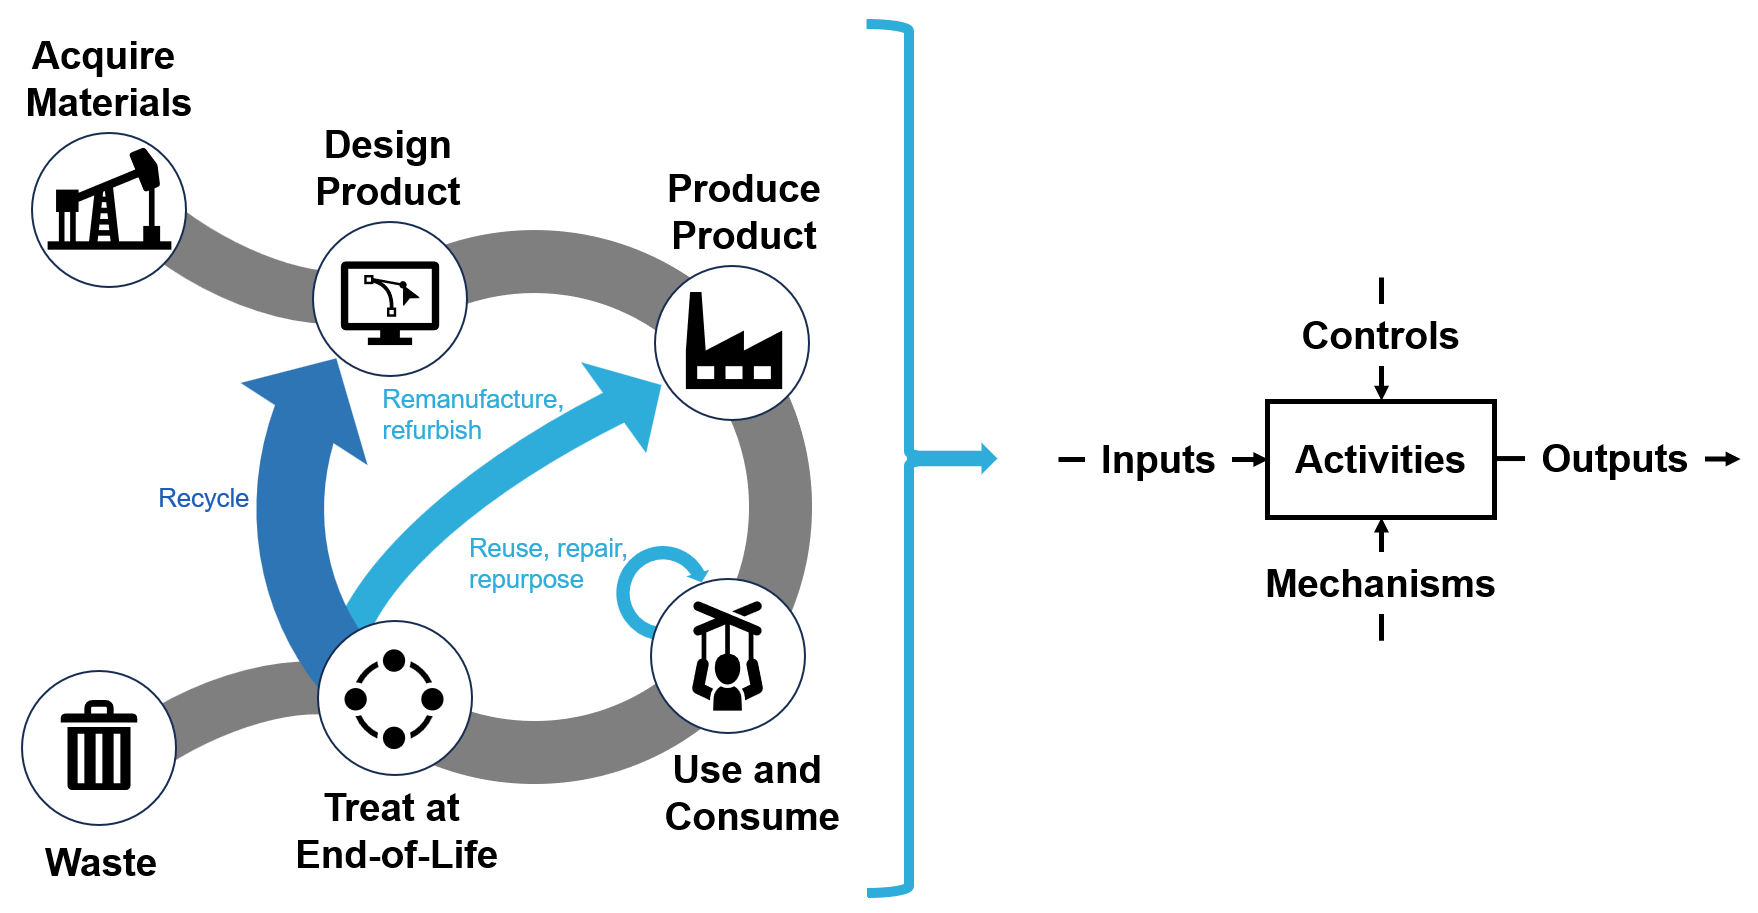 Acquire
Materials
Design
Product
Produce
Product
Remanufacture,
refurbish
Recycle
Reuse, repair,
repurpose
Use and
Consume
Treat at
End-of-Life
Waste
Controls
Inputs
Activities
Outputs
Mechanisms